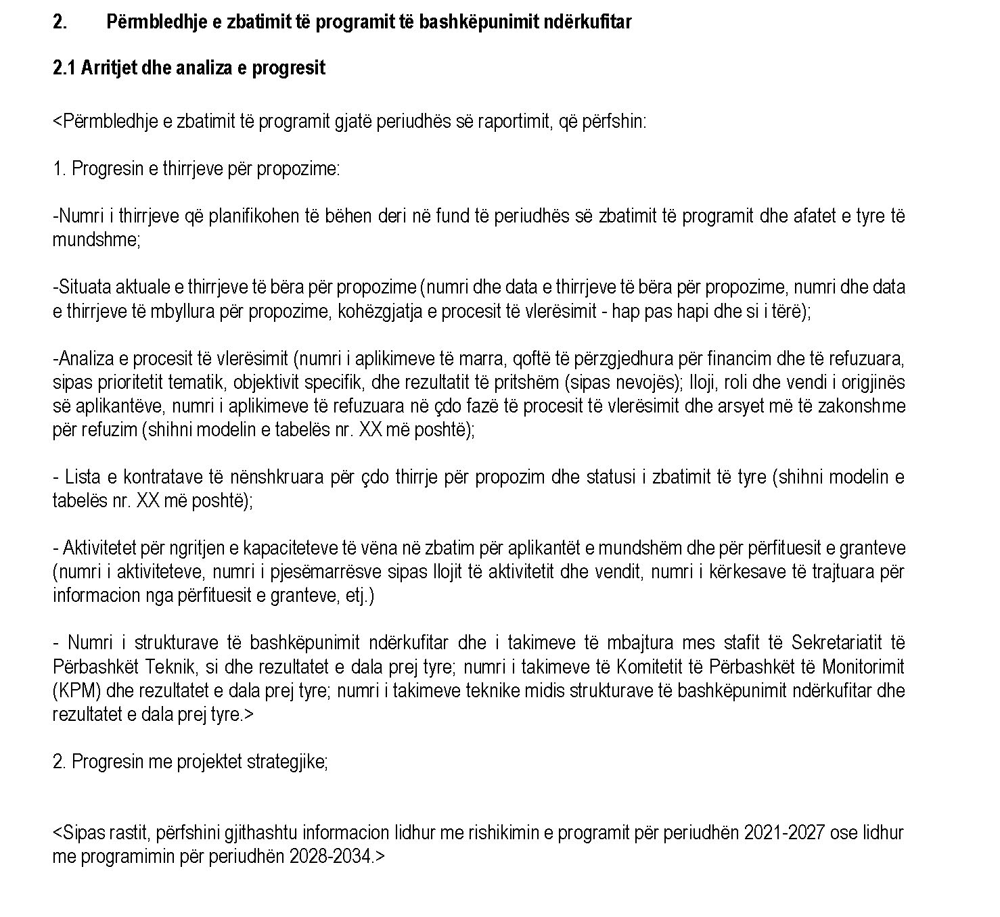 2. Përmbledhje e zbatimit të programit të bashkëpunimit ndërkufitar
2.1 Arritjet dhe analiza e progresit
<Përmbledhje e zbatimit të programit gjatë periudhës së raportimit, që përfshin:
1. Progresin e thirrjeve për propozime:
-Numri i thirrjeve që planifikohen të bëhen deri në fund të periudhës së zbatimit të programit dhe afatet e tyre të
mundshme;
-Situata aktuale e thirrjeve të bëra për propozime (numri dhe data e thirrjeve të bëra për propozime, numri dhe data
e thirrjeve të mbyllura për propozime, kohëzgjatja e procesit të vlerësimit - hap pas hapi dhe si i tërë);
-Analiza e procesit të vlerësimit (numri i aplikimeve të marra, qoftë të përzgjedhura për financim dhe të refuzuara,
sipas prioritetit tematik, objektivit specifik, dhe rezultatit të pritshëm (sipas nevojës); lloji, roli dhe vendi i origjinës
së aplikantëve, numri i aplikimeve të refuzuara në çdo fazë të procesit të vlerësimit dhe arsyet më të zakonshme
për refuzim (shihni modelin e tabelës nr. XX më poshtë);
- Lista e kontratave të nënshkruara për çdo thirrje për propozim dhe statusi i zbatimit të tyre (shihni modelin e
tabelës nr. XX më poshtë);
- Aktivitetet për ngritjen e kapaciteteve të vëna në zbatim për aplikantët e mundshëm dhe për përfituesit e granteve
(numri i aktiviteteve, numri i pjesëmarrësve sipas llojit të aktivitetit dhe vendit, numri i kërkesave të trajtuara për
informacion nga përfituesit e granteve, etj.)
- Numri i strukturave të bashkëpunimit ndërkufitar dhe i takimeve të mbajtura mes stafit të Sekretariatit të
Përbashkët Teknik, si dhe rezultatet e dala prej tyre; numri i takimeve të Komitetit të Përbashkët të Monitorimit
(KPM) dhe rezultatet e dala prej tyre; numri i takimeve teknike midis strukturave të bashkëpunimit ndërkufitar dhe
rezultatet e dala prej tyre.>
2. Progresin me projektet strategjike;
<Sipas rastit, përfshini gjithashtu informacion lidhur me rishikimin e programit për periudhën 2021-2027 ose lidhur
me programimin për periudhën 2028-2034.>